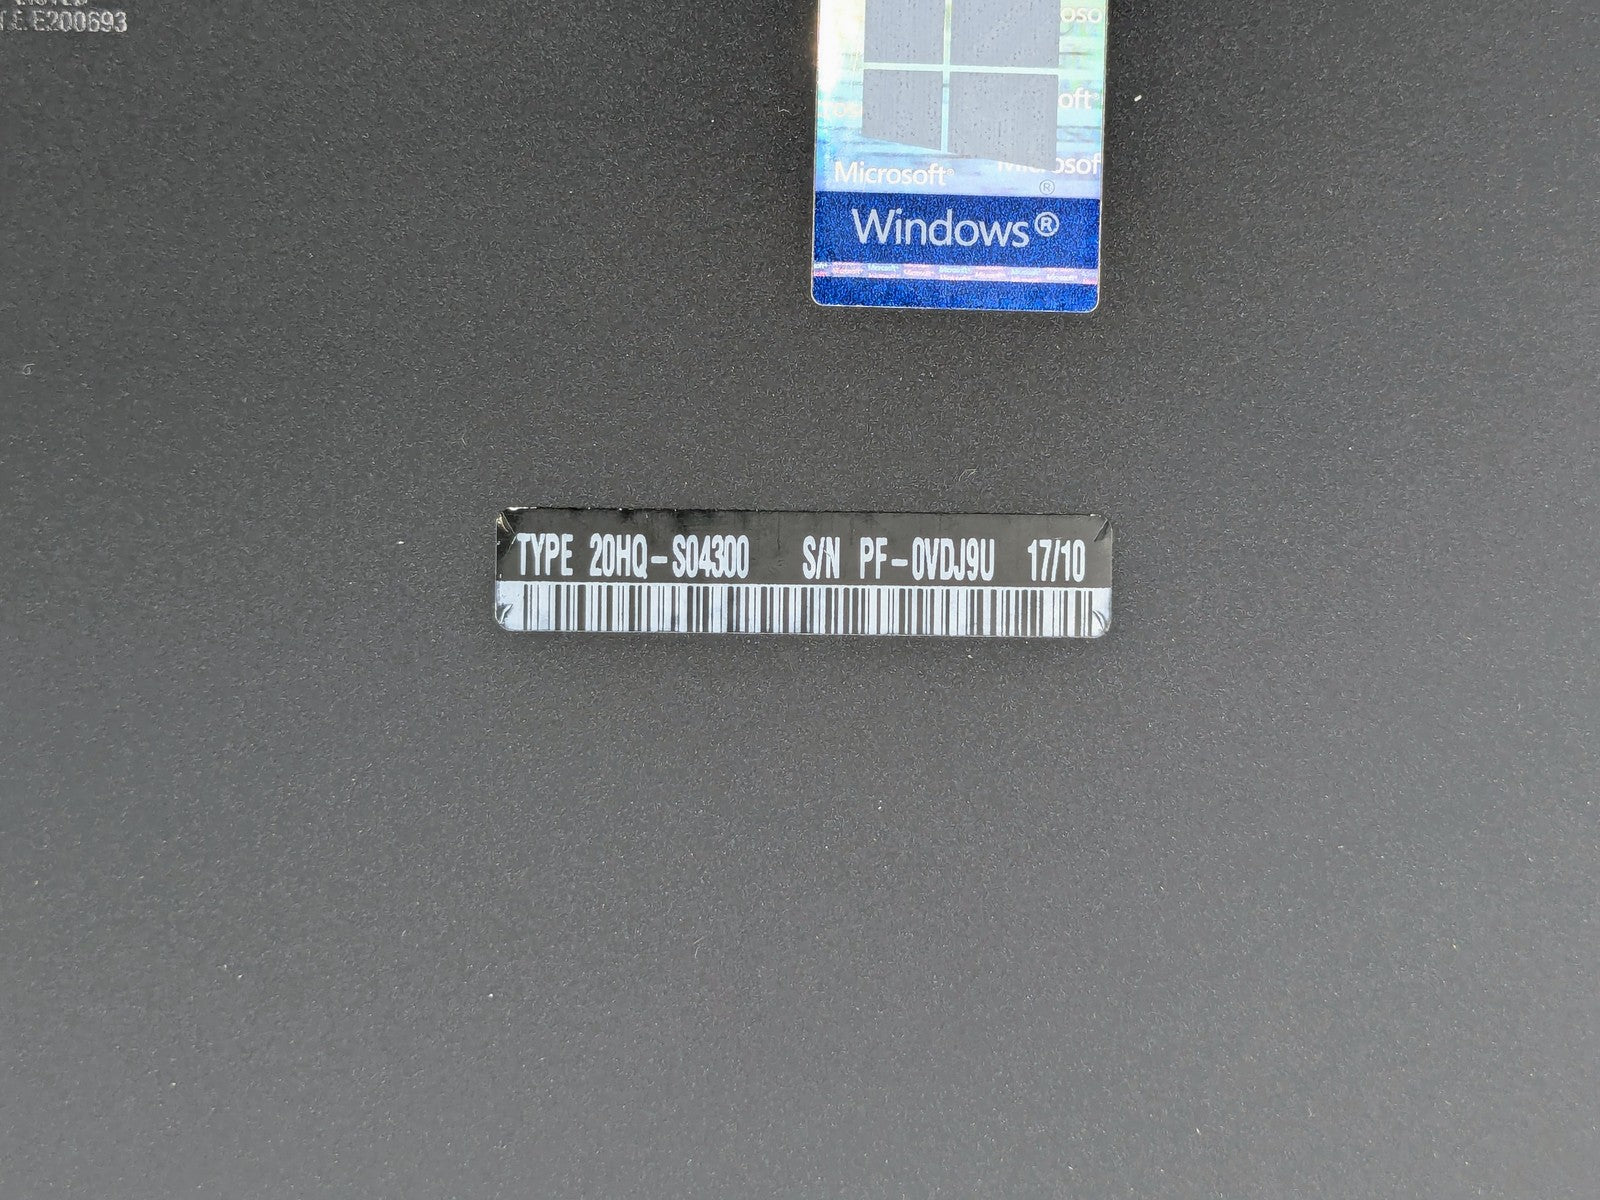 E200693
Microsoft®
Windows®
TYPE 20HQ-S04300 S/N PF-0VDJ9U 17/10